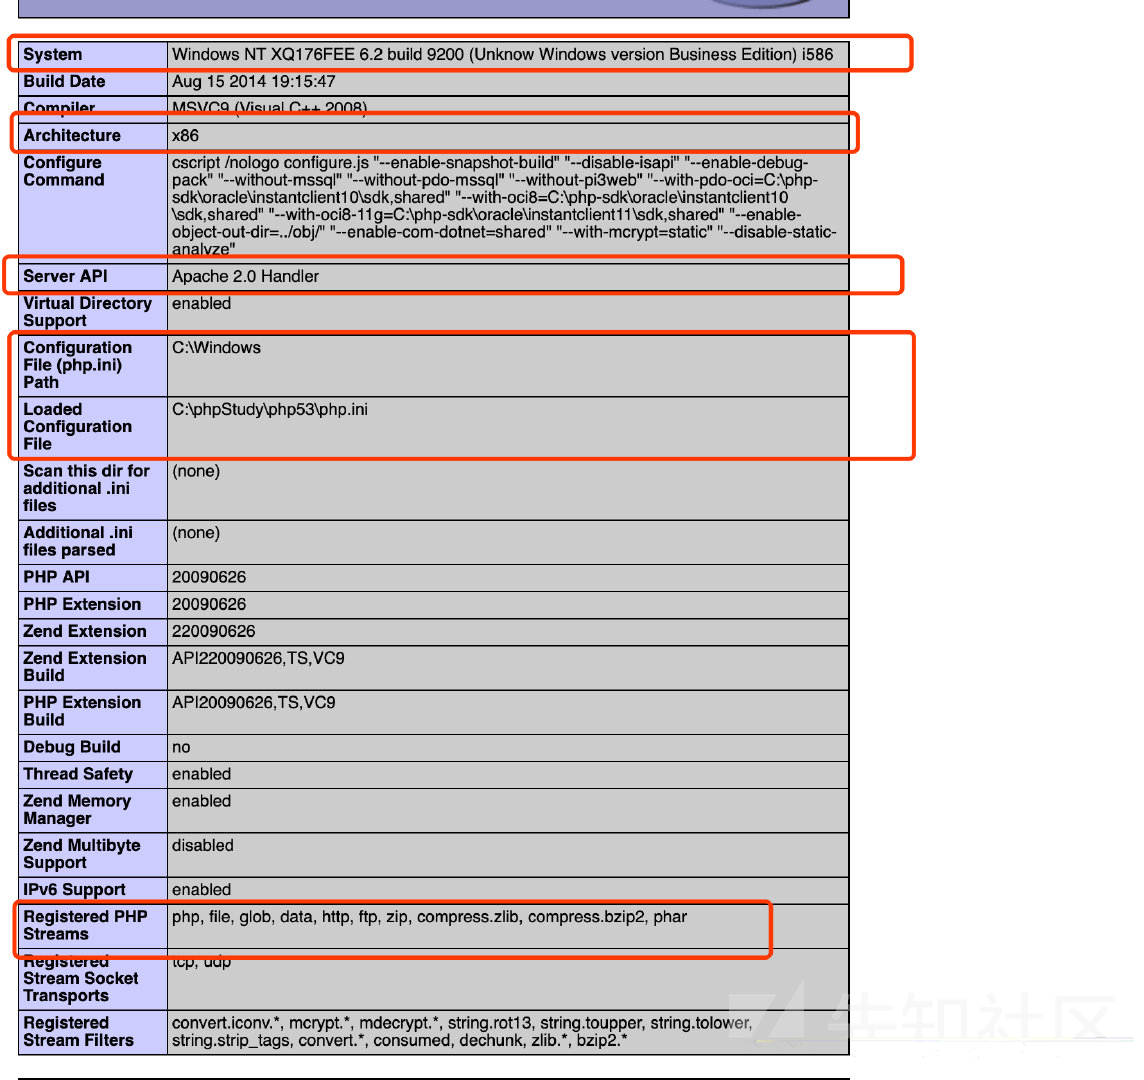 System Windows NT XQ176FEE 6.2 build 9200 (Unknow Windows version Business Edition) i586
Build Date Aug 15 2014 19:15:47
Compiler MSVC9 (Visual C++ 2008)
Architecture x86
Configure
Command
cscript /nologo configure.js "--enable-snapshot-build" "--disable-isapi" "--enable-debug-
pack" "--without-mssql" "--without-pdo-mssql" "--without-pi3web" "--with-pdo-oci=C:\php-
sdk\oracle\instantclient10\sdk,shared" "--with-oci8=C:\php-sdk\oracle\instantclient10
\sdk,shared" "--with-oci8-11g=C:\php-sdk\oracle\instantclient11\sdk,shared" "--enable-
object-out-dir=../obj/" "--enable-com-dotnet=shared" "--with-mcrypt=static" "--disable-static-
analyze"
Server API Apache 2.0 Handler
Virtual Directory
Support
enabled
Configuration
File (php.ini)
Path
C:\Windows
Loaded
Configuration
File
C:\phpStudy\php53\php.ini
Scan this dir for
additional .ini
files
(none)
Additional .ini
files parsed
(none)
PHP API 20090626
PHP Extension 20090626
Zend Extension 220090626
Zend Extension
Build
API220090626,TS,VC9
PHP Extension
Build
API20090626,TS,VC9
Debug Build no
Thread Safety enabled
Zend Memory
Manager
enabled
Zend Multibyte
Support
disabled
IPv6 Support enabled
Registered PHP
Streams
php, file, glob, data, http, ftp, zip, compress.zlib, compress.bzip2, phar
Registered
Stream Socket
Transports
tcp, udp
Registered
Stream Filters
convert.iconv.*, mcrypt.*, mdecrypt.*, string.rot13, string.toupper, string.tolower,
string.strip_tags, convert.*, consumed, dechunk, zlib.*, bzip2.*
先知社区